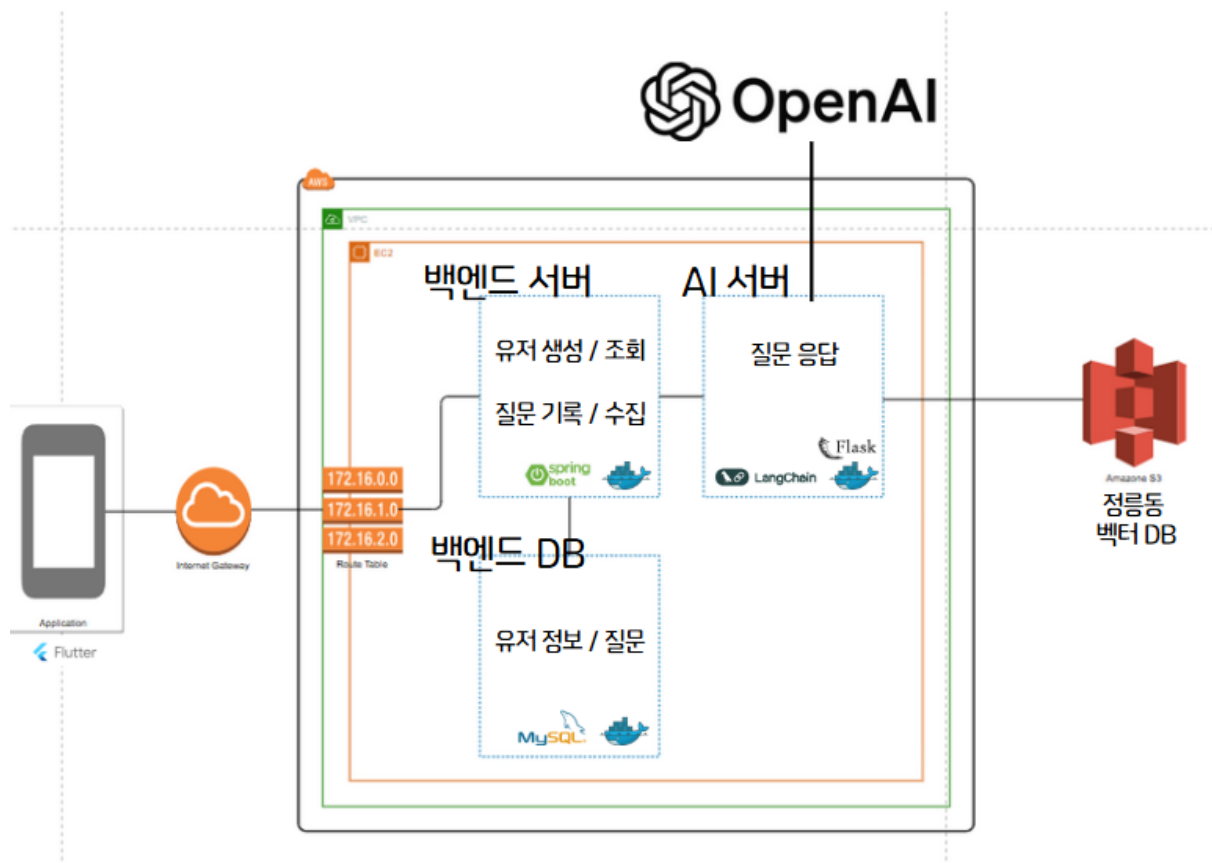 OpenAI
AWS
VPC
EC2
백엔드 서버
AI 서버
유저 생성 / 조회
질문 기록 / 수집
spring
boot
질문 응답
Flask
LangChain
Amazone S3
정릉동
벡터 DB
172.16.0.0
172.16.1.0
172.16.2.0
Route Table
Internet Gateway
Application
Flutter
백엔드 DB
유저 정보 / 질문
MySQL